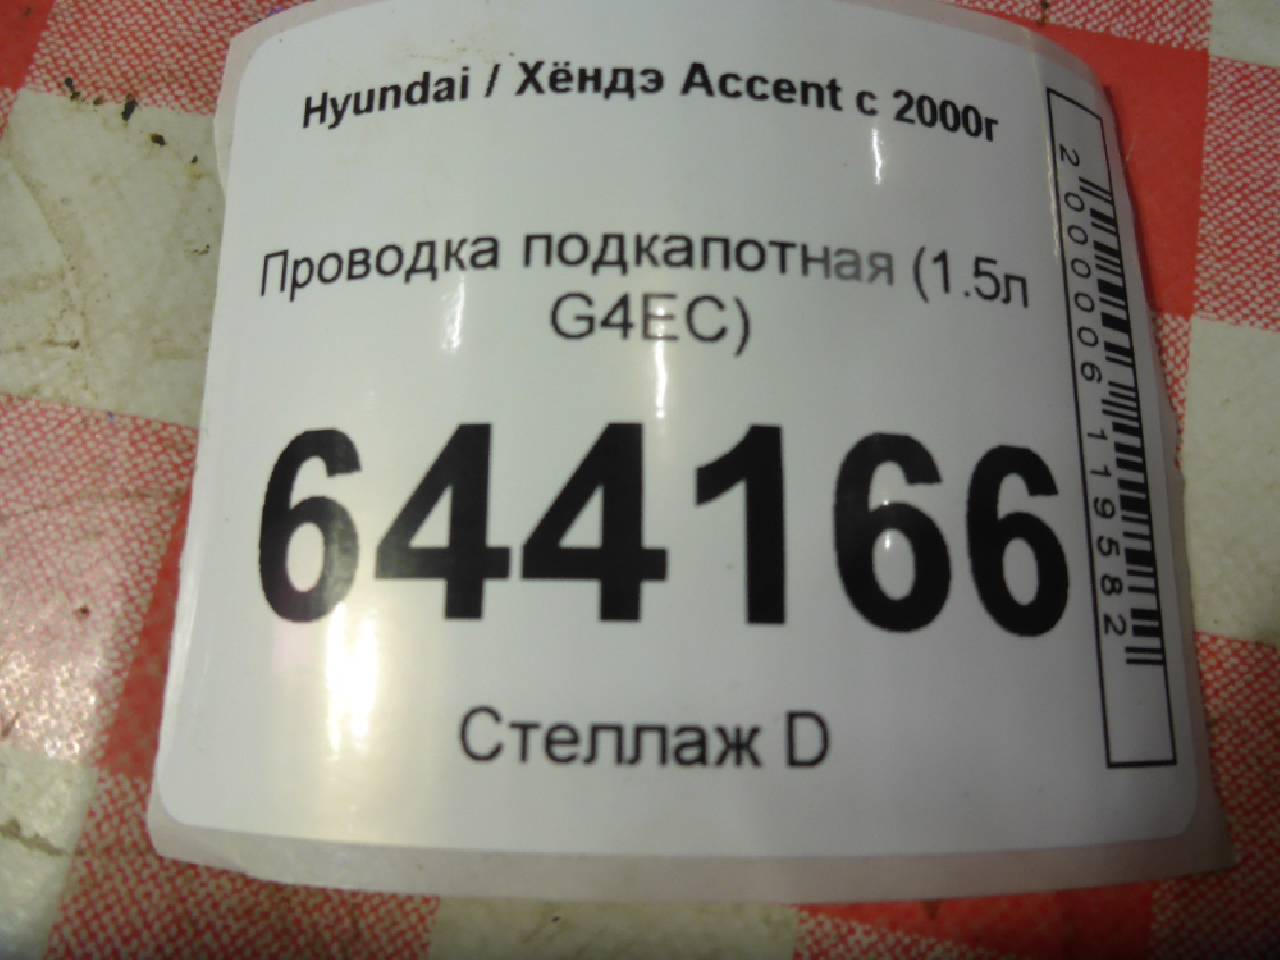 Hyundai / Хёндэ Accent с 2000г
Проводка подкапотная (1.5л
G4EC)
644166
Стеллаж D
2000006119582